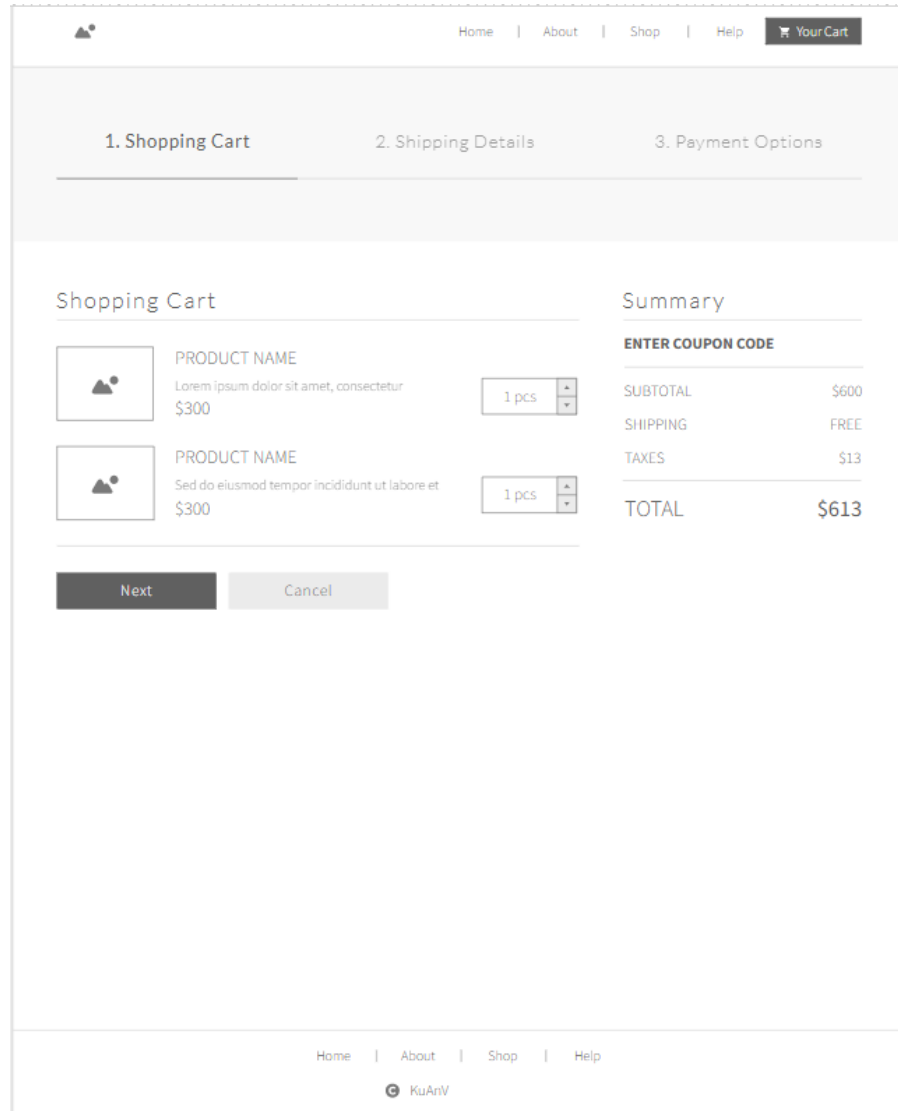 Home | About | Shop | Help Your Cart
1. Shopping Cart 2. Shipping Details 3. Payment Options
Shopping Cart
PRODUCT NAME
Lorem ipsum dolor sit amet, consectetur
$300
1 pcs
PRODUCT NAME
Sed do eiusmod tempor incididunt ut labore et
$300
1 pcs
Next Cancel
Summary
ENTER COUPON CODE
SUBTOTAL $600
SHIPPING FREE
TAXES $13
TOTAL $613
Home | About | Shop | Help
KuAnV